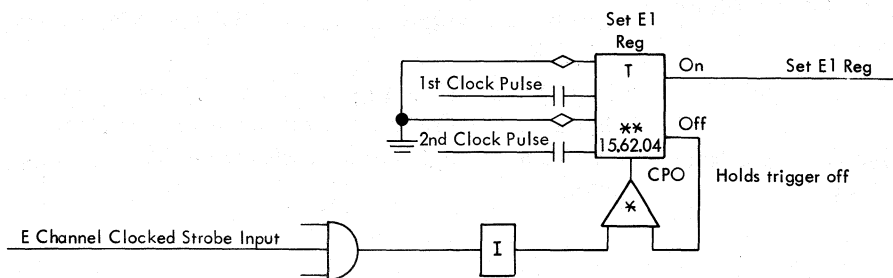 Set E1
Reg
T
On
Set E1 Reg
1st Clock Pulse
**
Off
15.62.04
2nd Clock Pulse
CPO
Holds trigger off
*
E Channel Clocked Strobe Input
I